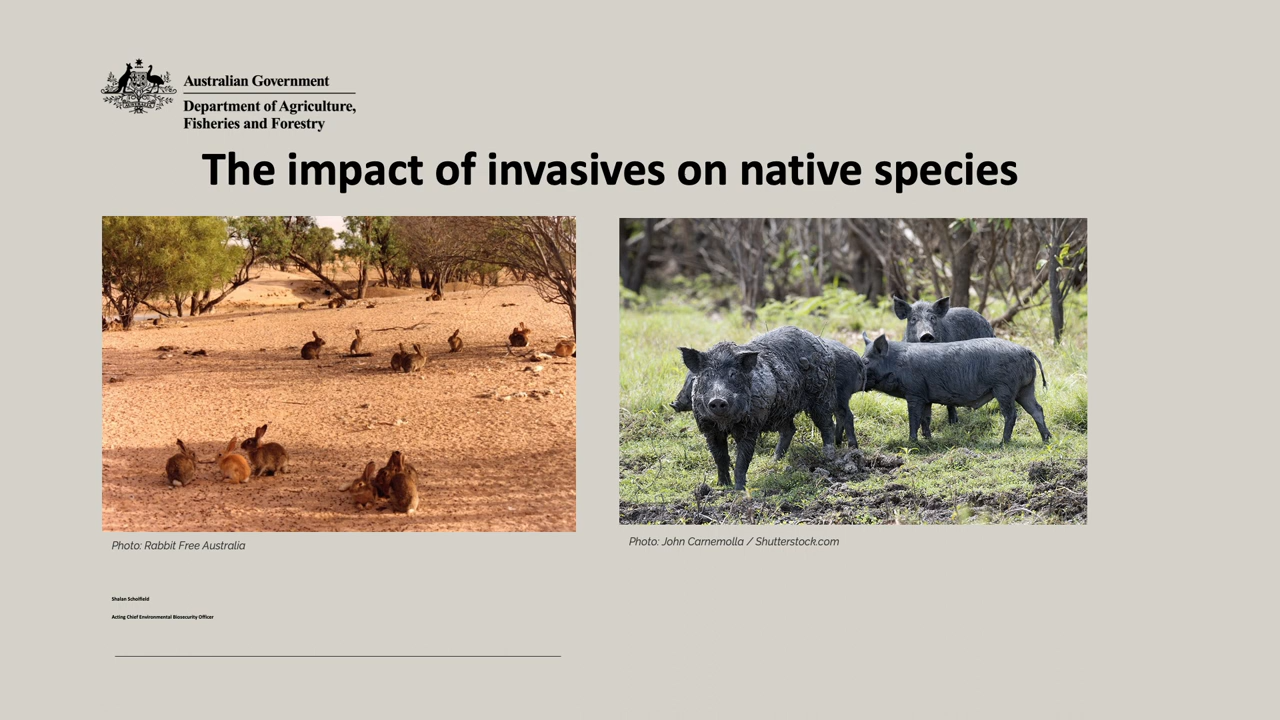 Australian Government
Department of Agriculture,
Fisheries and Forestry
The impact of invasives on native species
Photo: Rabbit Free Australia
Photo: John Carnemolla / Shutterstock.com
Shalan Scholfield
Acting Chief Environmental Biosecurity Officer